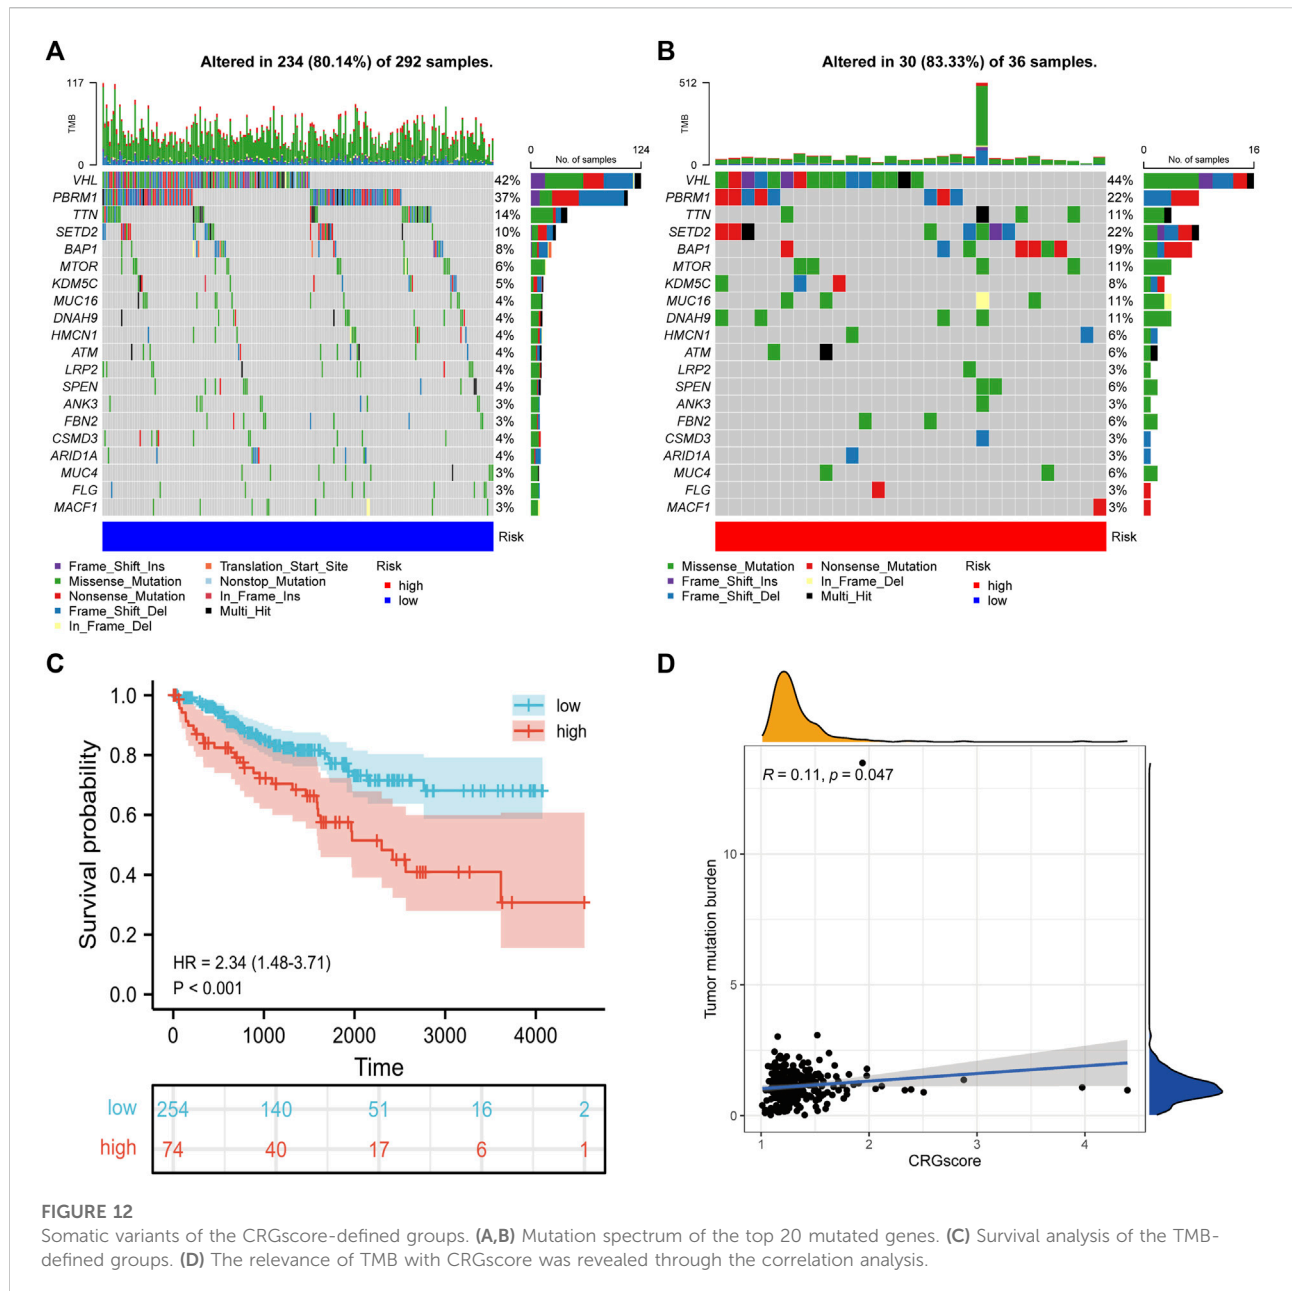 A
Altered in 234 (80.14%) of 292 samples.
117
TMB
0
0
124
No. of samples
VHL 42%
PBRM1 37%
TTN 14%
SETD2 10%
BAP1 8%
MTOR 6%
KDM5C 5%
MUC16 4%
DNAH9 4%
HMCN1 4%
ATM 4%
LRP2 4%
SPEN 4%
ANK3 3%
FBN2 3%
CSMD3 4%
ARID1A 4%
MUC4 3%
FLG 3%
MACF1 3%
Risk
Frame_Shift_Ins
Missense_Mutation
Nonsense_Mutation
Frame_Shift_Del
In_Frame_Del
Translation_Start_Site
Nonstop_Mutation
In_Frame_Ins
Multi_Hit
Risk
high
low
B
Altered in 30 (83.33%) of 36 samples.
512
TMB
0
0
16
No. of samples
VHL 44%
PBRM1 22%
TTN 11%
SETD2 22%
BAP1 19%
MTOR 11%
KDM5C 8%
MUC16 11%
DNAH9 11%
HMCN1 6%
ATM 6%
LRP2 3%
SPEN 6%
ANK3 3%
FBN2 6%
CSMD3 3%
ARID1A 3%
MUC4 6%
FLG 3%
MACF1 3%
Risk
Missense_Mutation
Frame_Shift_Ins
Frame_Shift_Del
Nonsense_Mutation
In_Frame_Del
Multi_Hit
Risk
high
low
C
Survival probability
1.0
0.8
0.6
0.4
0.2
0.0
low
high
HR = 2.34 (1.48-3.71)
P < 0.001
0 1000 2000 3000 4000
Time
low 254 140 51 16 2
high 74 40 17 6 1
D
R = 0.11, p = 0.047
Tumor mutation burden
10
5
0
1 2 3 4
CRGscore
FIGURE 12
Somatic variants of the CRGscore-defined groups. (A,B) Mutation spectrum of the top 20 mutated genes. (C) Survival analysis of the TMB-
defined groups. (D) The relevance of TMB with CRGscore was revealed through the correlation analysis.